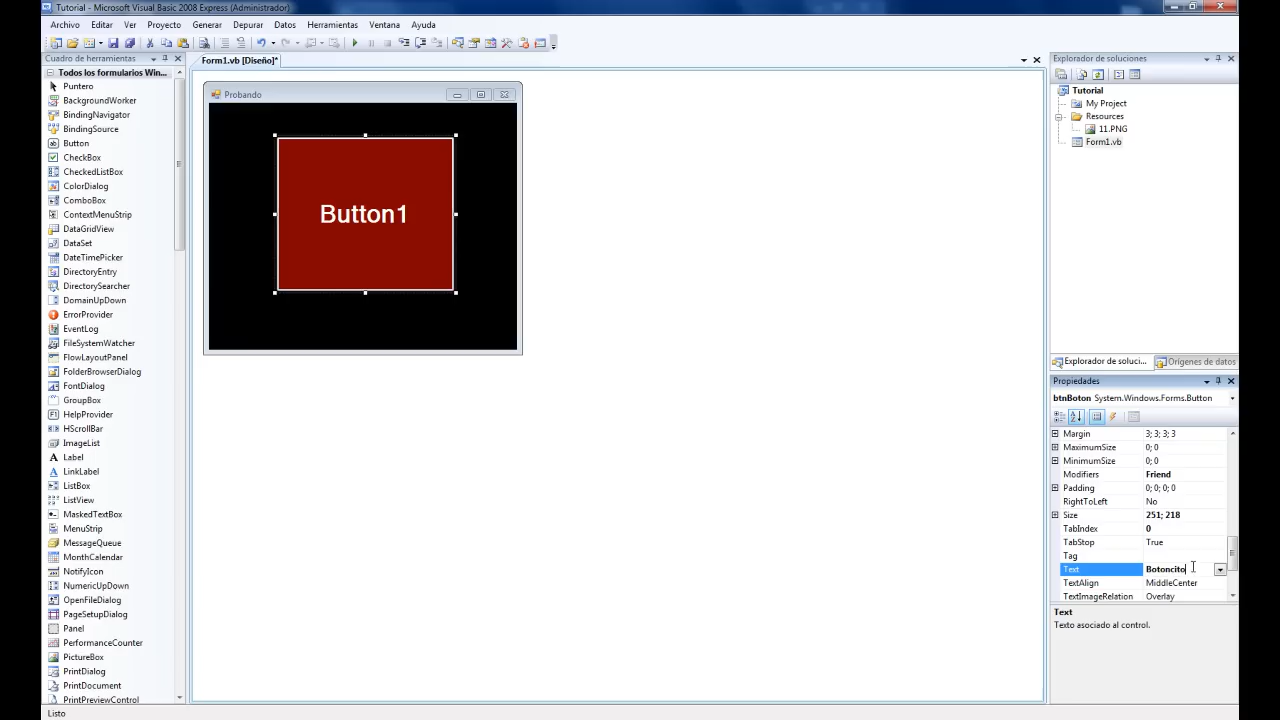 Tutorial - Microsoft Visual Basic 2008 Express (Administrador)
Archivo Editar Ver Proyecto Generar Depurar Datos Herramientas Ventana Ayuda
Cuadro de herramientas
Todos los formularios Win...
Puntero
BackgroundWorker
BindingNavigator
BindingSource
Button
CheckBox
CheckedListBox
ColorDialog
ComboBox
ContextMenuStrip
DataGridView
DataSet
DateTimePicker
DirectoryEntry
DirectorySearcher
DomainUpDown
ErrorProvider
EventLog
FileSystemWatcher
FlowLayoutPanel
FolderBrowserDialog
FontDialog
GroupBox
HelpProvider
HScrollBar
ImageList
Label
LinkLabel
ListBox
ListView
MaskedTextBox
MenuStrip
MessageQueue
MonthCalendar
NotifyIcon
NumericUpDown
OpenFileDialog
PageSetupDialog
Panel
PerformanceCounter
PictureBox
PrintDialog
PrintDocument
PrintPreviewControl
Form1.vb [Diseño]*
Probando
Button1
Explorador de soluciones
Tutorial
My Project
Resources
11.PNG
Form1.vb
Explorador de soluci... Orígenes de datos
Propiedades
btnBoton System.Windows.Forms.Button
Margin 3; 3; 3; 3
MaximumSize 0; 0
MinimumSize 0; 0
Modifiers Friend
Padding 0; 0; 0; 0
RightToLeft No
Size 251; 218
TabIndex 0
TabStop True
Tag
Text Botoncito
TextAlign MiddleCenter
TextImageRelation Overlay
Text
Texto asociado al control.
Listo